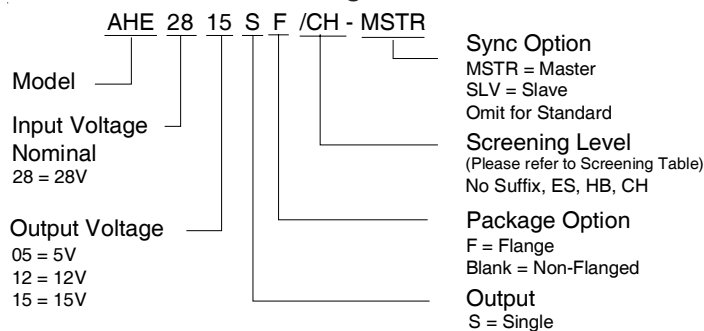 AHE 28 15 S F /CH - MSTR
Model
Input Voltage
Nominal
28 = 28V
Output Voltage
05 = 5V
12 = 12V
15 = 15V
Sync Option
MSTR = Master
SLV = Slave
Omit for Standard
Screening Level
(Please refer to Screening Table)
No Suffix, ES, HB, CH
Package Option
F = Flange
Blank = Non-Flanged
Output
S = Single